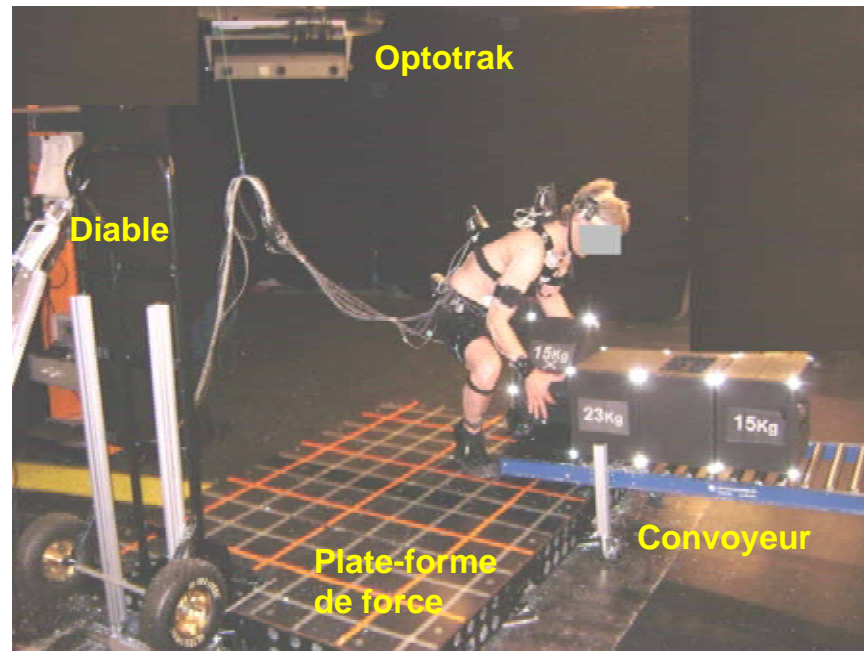 Optotrak
Diable
15Kg
23Kg
15Kg
Convoyeur
Plate-forme
de force